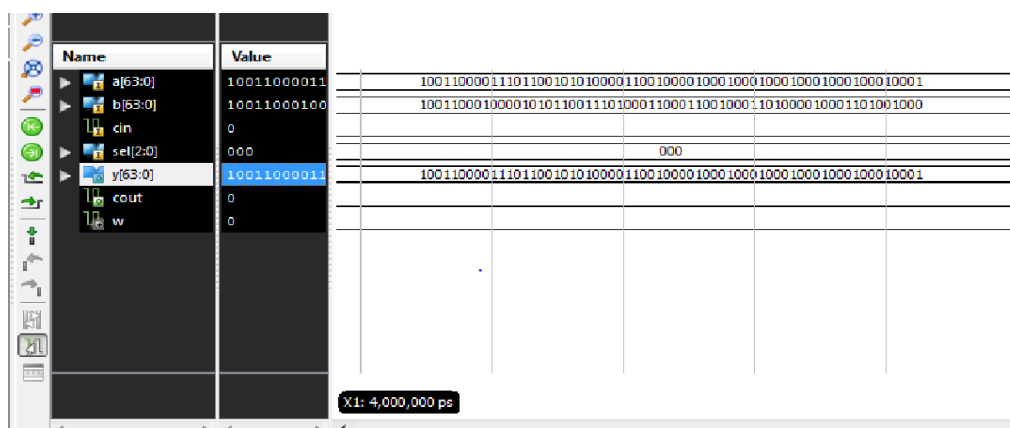 Name Value
a[63:0] 10011000011 1001100001110110010101000011001000010001000100010001000100010001
b[63:0] 10011000100 1001100010000101011001110100011000110010001101000010001101001000
cin 0
sel[2:0] 000 000
y[63:0] 10011000011 1001100001110110010101000011001000010001000100010001000100010001
cout 0
w 0
X1: 4,000,000 ps